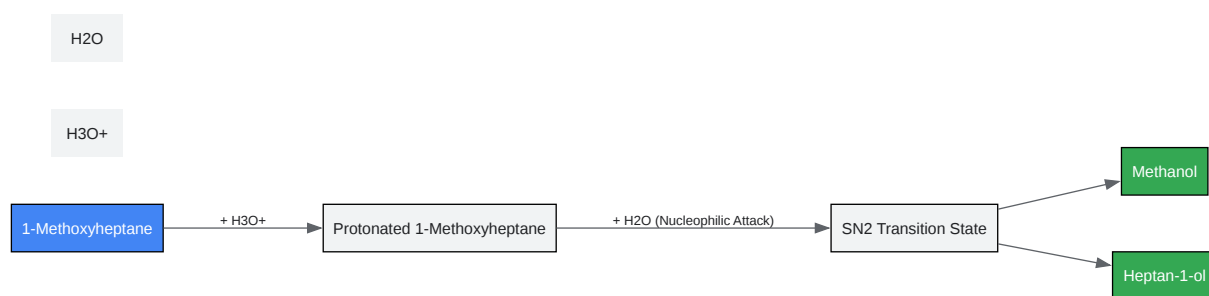 H2O
H3O+
Methanol
1-Methoxyheptane
+ H3O+
Protonated 1-Methoxyheptane
+ H2O (Nucleophilic Attack)
SN2 Transition State
Heptan-1-ol